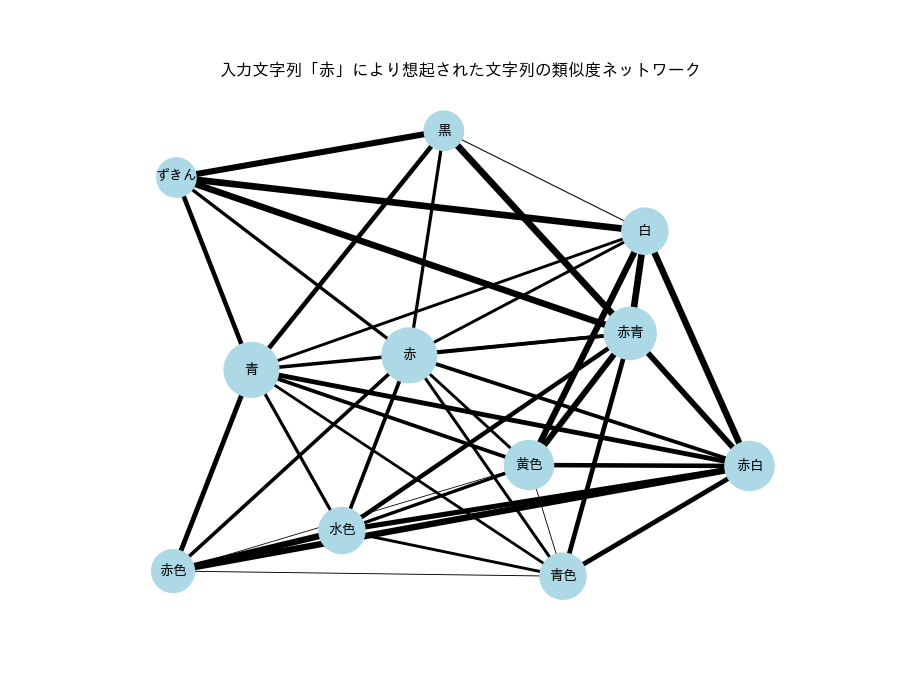 入力文字列「赤」により想起された文字列の類似度ネットワーク
黒
ずきん
白
赤青
赤
青
黄色
赤白
水色
赤色
青色